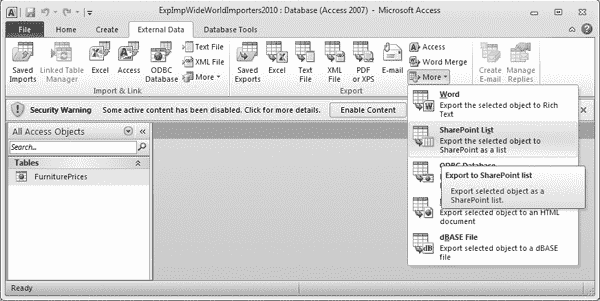 ExpImpWideWorldImporters2010 : Database (Access 2007) - Microsoft Access
File Home Create External Data Database Tools
Saved Imports
Linked Table Manager
Excel
Access
ODBC Database
Text File
XML File
More
Import & Link
Saved Exports
Excel
Text File
XML File
PDF or XPS
E-mail
Access
Word Merge
More
Export
Create E-mail
Manage Replies
Security Warning Some active content has been disabled. Click for more details. Enable Content
All Access Objects
Search...
Tables
FurniturePrices
Word
Export the selected object to Rich
Text
SharePoint List
Export the selected object to
SharePoint as a list
ODBC Database
Export to SharePoint list
Export selected object as a
SharePoint list.
Export selected object to an HTML
document
dBASE File
Export selected object to a dBASE
file
Ready